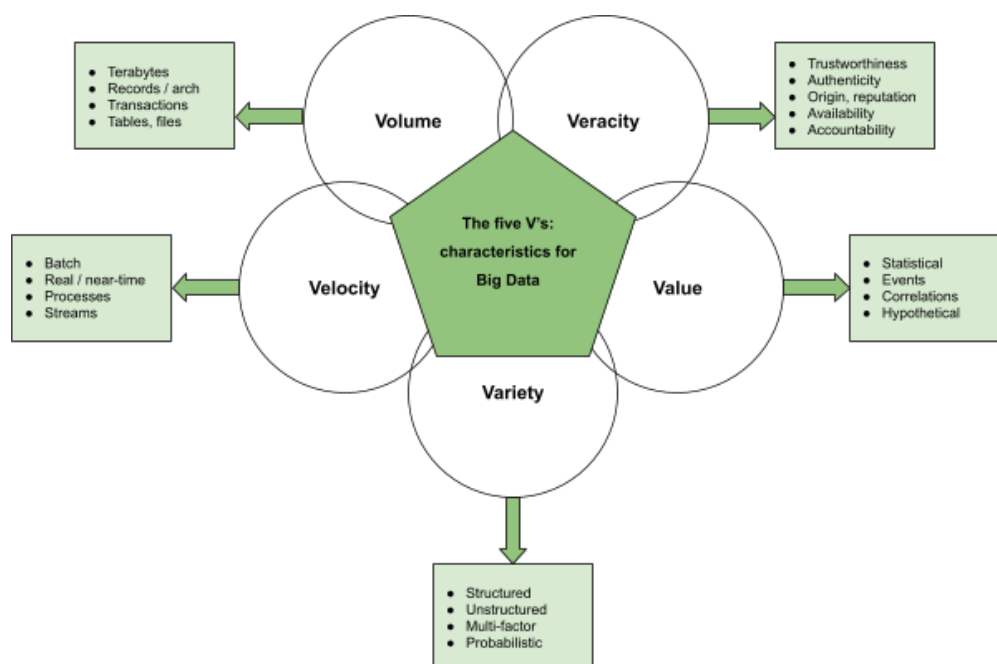 Volume
● Terabytes
● Records / arch
● Transactions
● Tables, files
Veracity
● Trustworthiness
● Authenticity
● Origin, reputation
● Availability
● Accountability
The five V's:
characteristics for
Big Data
Velocity
● Batch
● Real / near-time
● Processes
● Streams
Value
● Statistical
● Events
● Correlations
● Hypothetical
Variety
● Structured
● Unstructured
● Multi-factor
● Probabilistic